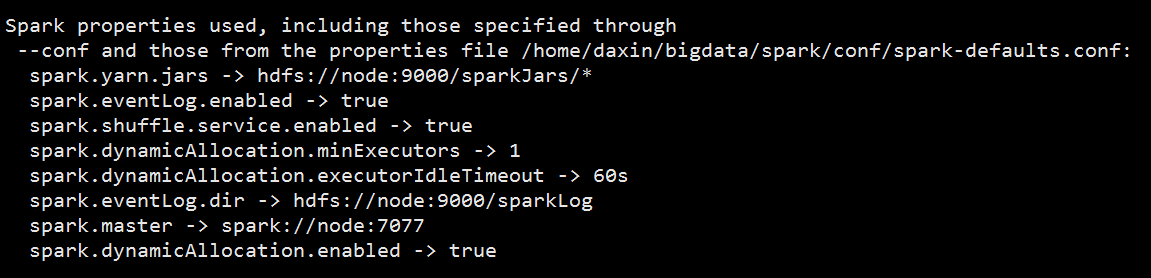 Spark properties used, including those specified through
--conf and those from the properties file /home/daxin/bigdata/spark/conf/spark-defaults.conf:
spark.yarn.jars -> hdfs://node:9000/sparkJars/*
spark.eventLog.enabled -> true
spark.shuffle.service.enabled -> true
spark.dynamicAllocation.minExecutors -> 1
spark.dynamicAllocation.executorIdleTimeout -> 60s
spark.eventLog.dir -> hdfs://node:9000/sparkLog
spark.master -> spark://node:7077
spark.dynamicAllocation.enabled -> true